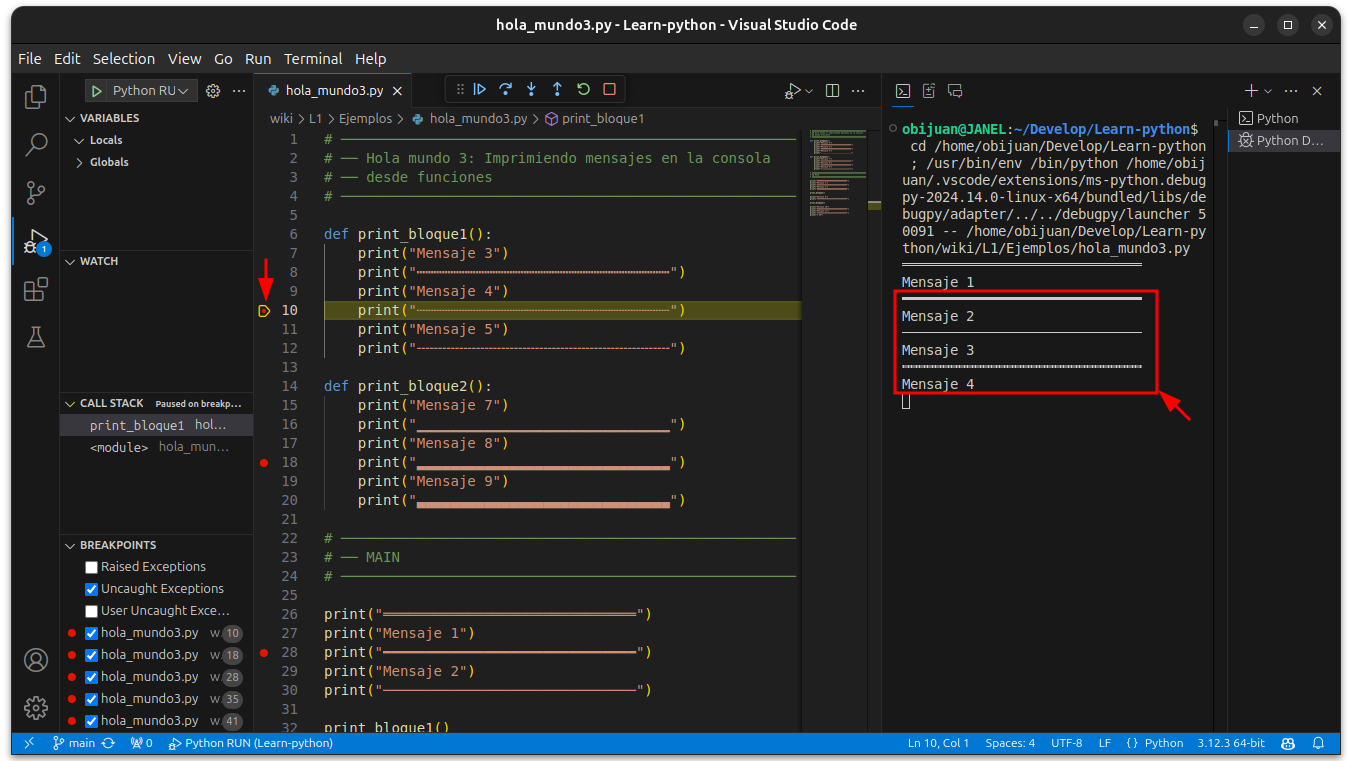 hola_mundo3.py - Learn-python - Visual Studio Code
File Edit Selection View Go Run Terminal Help
Python RU
hola_mundo3.py
VARIABLES
Locals
Globals
WATCH
CALL STACK Paused on breakp...
print_bloque1 hol...
<module> hola_mun...
BREAKPOINTS
Raised Exceptions
Uncaught Exceptions
User Uncaught Exce...
hola_mundo3.py w. 10
hola_mundo3.py w. 18
hola_mundo3.py w. 28
hola_mundo3.py w. 35
hola_mundo3.py w. 41
1
wiki > L1 > Ejemplos > hola_mundo3.py > print_bloque1
1 # ──────────────────────────────
2 # ── Hola mundo 3: Imprimiendo mensajes en la consola
3 # ── desde funciones
4 # ──────────────────────────────
5
6 def print_bloque1():
7 print("Mensaje 3")
8 print("┅┅┅┅┅┅┅┅┅┅┅┅┅┅┅┅┅┅┅┅┅┅┅┅┅┅┅┅┅┅")
9 print("Mensaje 4")
10 print("┄┄┄┄┄┄┄┄┄┄┄┄┄┄┄┄┄┄┄┄┄┄┄┄┄┄┄┄┄┄")
11 print("Mensaje 5")
12 print("╌╌╌╌╌╌╌╌╌╌╌╌╌╌╌╌╌╌╌╌╌╌╌╌╌╌╌╌╌╌")
13
14 def print_bloque2():
15 print("Mensaje 7")
16 print("▁▁▁▁▁▁▁▁▁▁▁▁▁▁▁▁▁▁▁▁▁▁▁▁▁▁▁▁▁▁")
17 print("Mensaje 8")
18 print("▂▂▂▂▂▂▂▂▂▂▂▂▂▂▂▂▂▂▂▂▂▂▂▂▂▂▂▂▂▂")
19 print("Mensaje 9")
20 print("▃▃▃▃▃▃▃▃▃▃▃▃▃▃▃▃▃▃▃▃▃▃▃▃▃▃▃▃▃▃")
21
22 # ──────────────────────────────
23 # ── MAIN
24 # ──────────────────────────────
25
26 print("══════════════════════════════")
27 print("Mensaje 1")
28 print("━━━━━━━━━━━━━━━━━━━━━━━━━━━━━━")
29 print("Mensaje 2")
30 print("──────────────────────────────")
31
32 print_bloque1()
obijuan@JANEL:~/Develop/Learn-python$
cd /home/obijuan/Develop/Learn-python
; /usr/bin/env /bin/python /home/obij
uan/.vscode/extensions/ms-python.debug
py-2024.14.0-linux-x64/bundled/libs/de
bugpy/adapter/../../debugpy/launcher 5
0091 -- /home/obijuan/Develop/Learn-py
thon/wiki/L1/Ejemplos/hola_mundo3.py
══════════════════════════════
Mensaje 1
━━━━━━━━━━━━━━━━━━━━━━━━━━━━━━
Mensaje 2
──────────────────────────────
Mensaje 3
┅┅┅┅┅┅┅┅┅┅┅┅┅┅┅┅┅┅┅┅┅┅┅┅┅┅┅┅┅┅
Mensaje 4
Python
Python D...
main
0
Python RUN (Learn-python)
Ln 10, Col 1
Spaces: 4
UTF-8
LF
{ } Python
3.12.3 64-bit